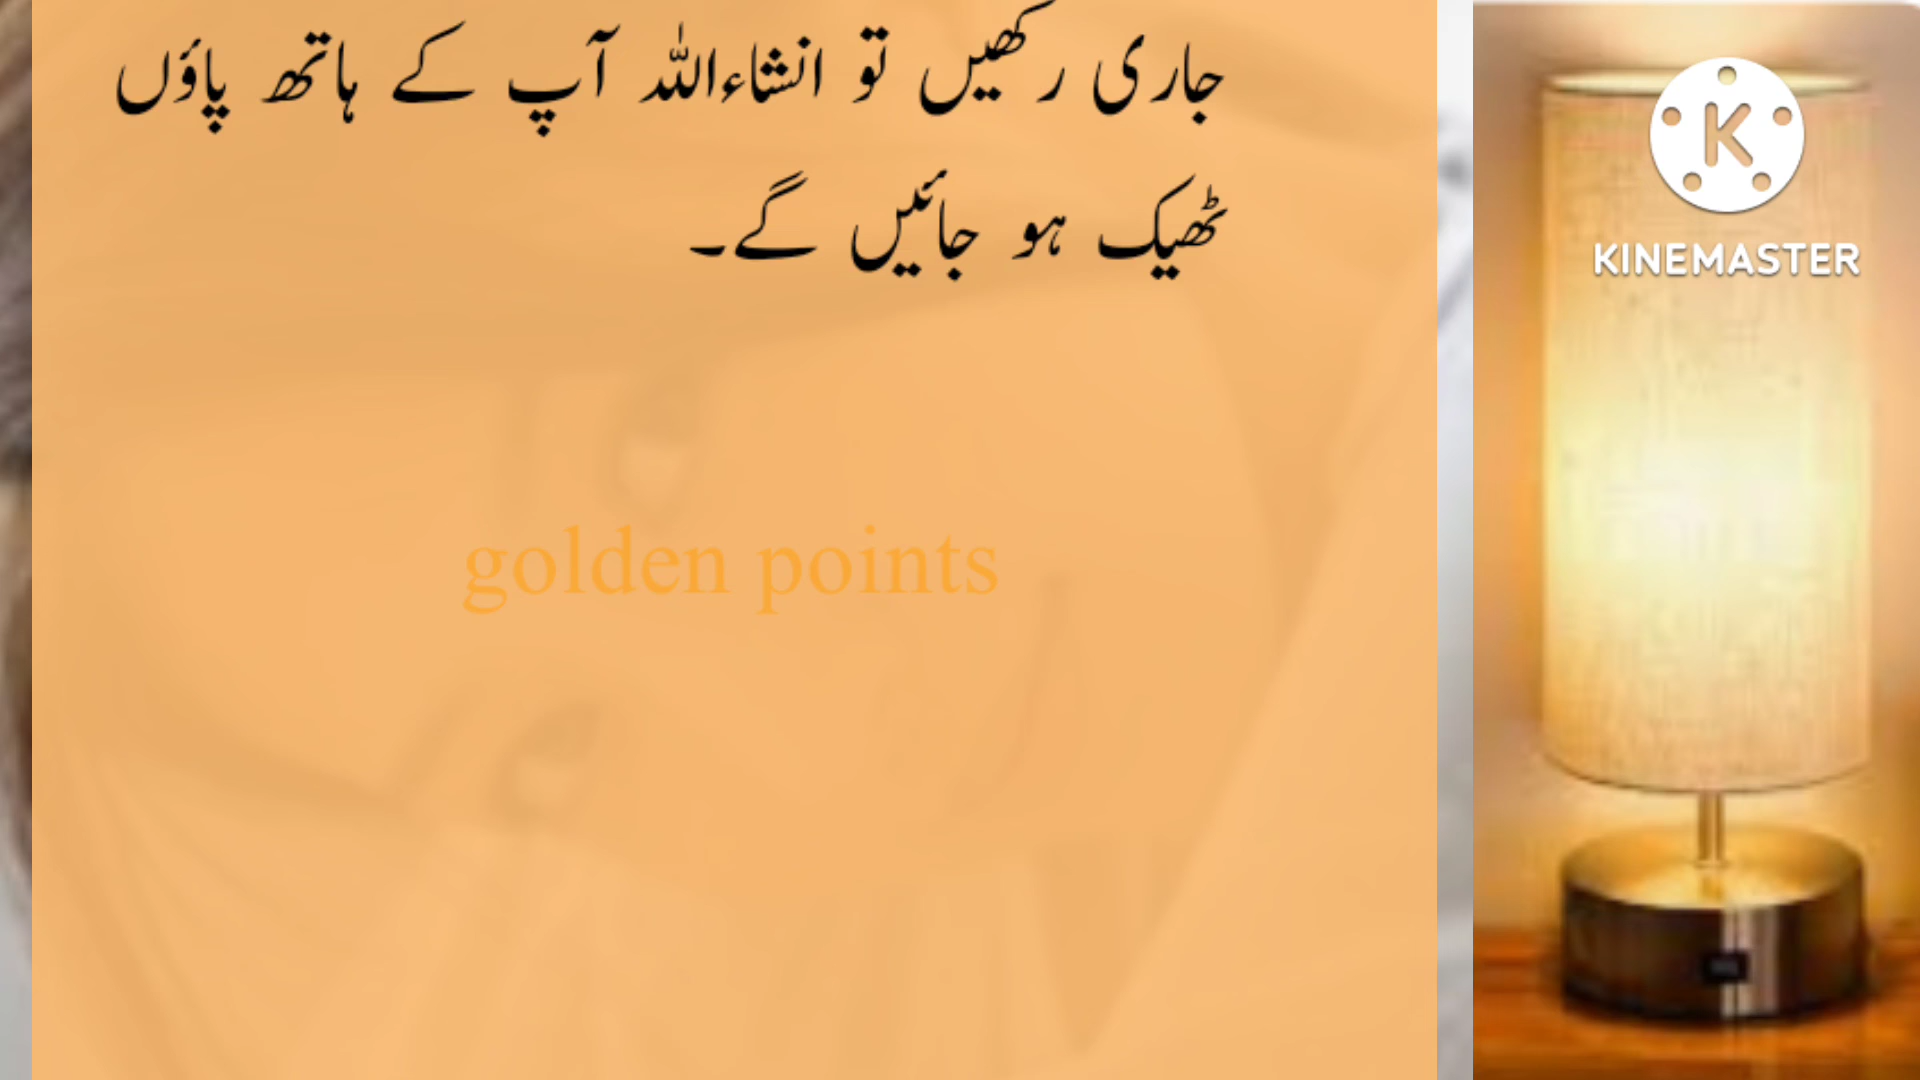 جاری رکھیں تو انشاءاللہ آپ کے ہاتھ پاؤں
ٹھیک ہو جائیں گے۔
golden points
K
KINEMASTER